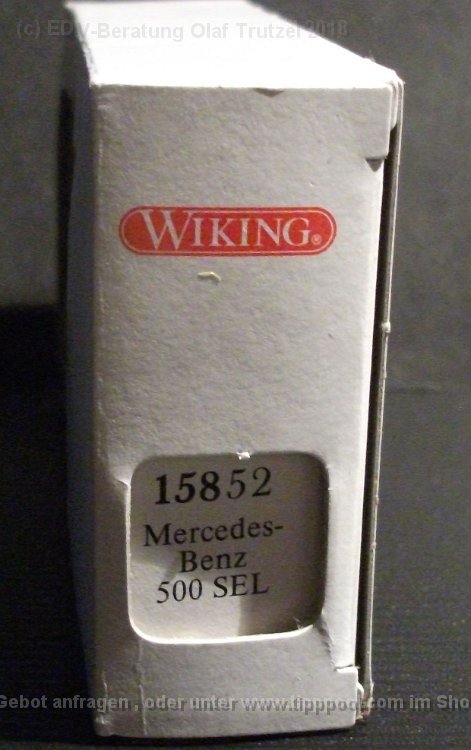 (c) EDV-Beratung Olaf Trutzel 2018
WIKING®
15852
Mercedes-
Benz
500 SEL
Gebot anfragen , oder unter www.tipppool.com im Sho